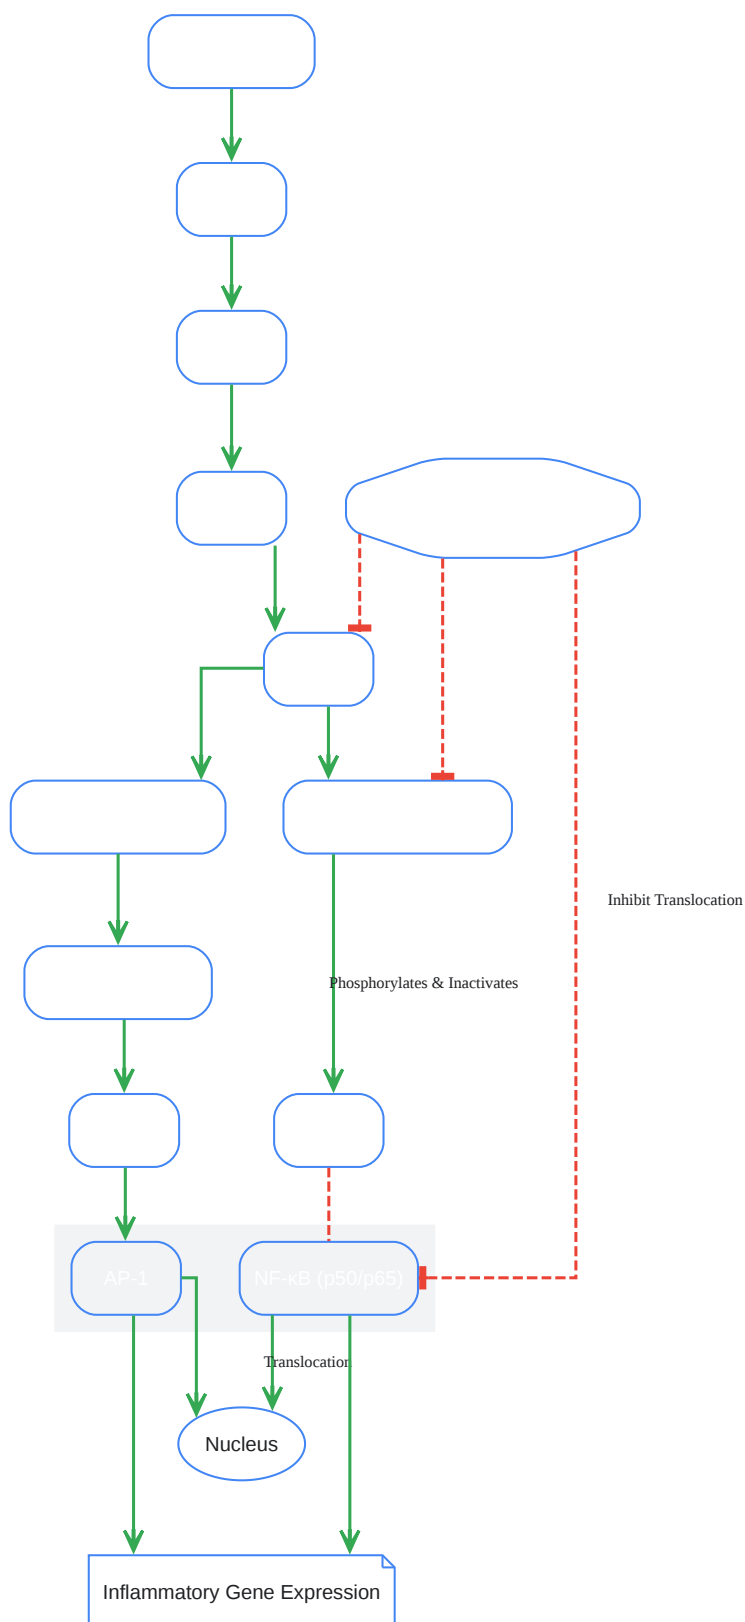 Inhibit Translocation
Phosphorylates & Inactivates
AP-1
NF-κB (p50/p65)
Translocation
Nucleus
Inflammatory Gene Expression